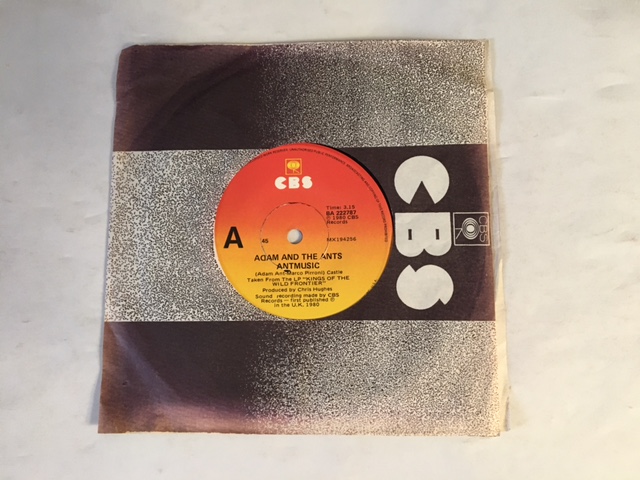 CBS
Time: 3.15
BA 222787
℗ 1980 CBS
Records
A
45
MX194256
ADAM AND THE ANTS
ANTMUSIC
(Adam Ant/Marco Pirroni) Castle
Taken From The LP "KINGS OF THE
WILD FRONTIER"
Produced by Chris Hughes
Sound recording made by CBS
Records — first published ℗
in the U.K. 1980
CBS
CBS